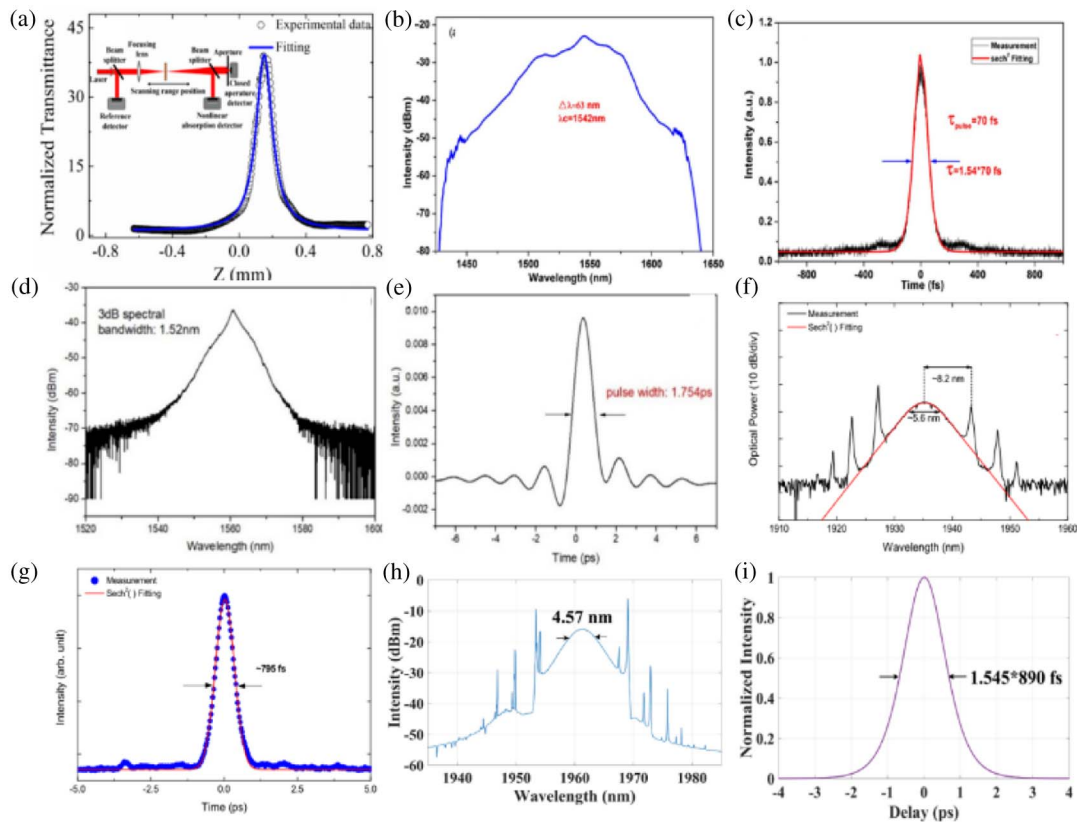 (a)
Normalized Transmittance
45
30
15
0
-0.8
-0.4
0.0
0.4
0.8
Z (mm)
Experimental data
Fitting
Beam splitter
Focusing lens
Beam splitter
Aperture
Laser
Closed aperture detector
Scanning range position
Reference detector
Nonlinear absorption detector
(b)
Intensity (dBm)
-20
-30
-40
-50
-60
-70
-80
1450
1500
1550
1600
1650
Wavelength (nm)
△λ=63 nm
λc=1542nm
(c)
Intensity (a.u.)
1.2
1.0
0.8
0.6
0.4
0.2
0.0
-800
-400
0
400
800
Time (fs)
Measurement
sech² Fitting
τpulse=70 fs
τ=1.54*70 fs
(d)
Intensity (dBm)
-30
-40
-50
-60
-70
-80
-90
1520
1540
1560
1580
1600
Wavelength (nm)
3dB spectral
bandwidth: 1.52nm
(e)
Intensity (a.u.)
0.010
0.008
0.006
0.004
0.002
0.000
-0.002
-6
-4
-2
0
2
4
6
Time (ps)
pulse width: 1.754ps
(f)
Optical Power (10 dB/div)
Measurement
Sech²( ) Fitting
~8.2 nm
~5.6 nm
1910
1920
1930
1940
1950
1960
Wavelength (nm)
(g)
Intensity (arb. unit)
Measurement
Sech²( ) Fitting
~795 fs
-5.0
-2.5
0.0
2.5
5.0
Time (ps)
(h)
Intensity (dBm)
0
-10
-20
-30
-40
-50
-60
1940
1950
1960
1970
1980
Wavelength (nm)
4.57 nm
(i)
Normalized Intensity
1
0.8
0.6
0.4
0.2
0
-4
-3
-2
-1
0
1
2
3
4
Delay (ps)
1.545*890 fs